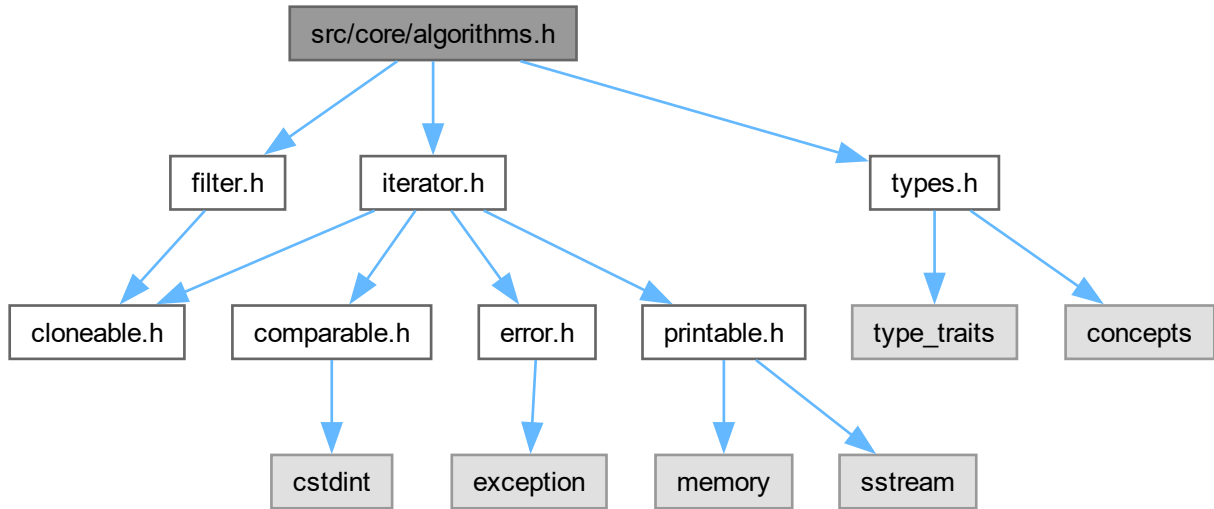 src/core/algorithms.h
filter.h
iterator.h
types.h
cloneable.h
comparable.h
error.h
printable.h
type_traits
concepts
cstdint
exception
memory
sstream